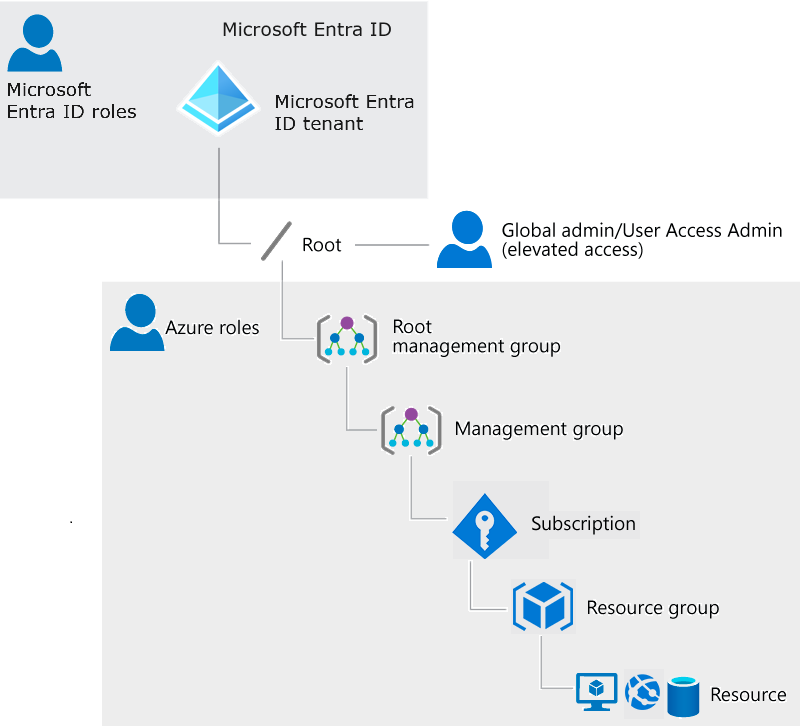 Microsoft Entra ID
Microsoft
Entra ID roles
Microsoft Entra
ID tenant
Root
Global admin/User Access Admin
(elevated access)
Azure roles
Root
management group
Management group
Subscription
Resource group
Resource
.